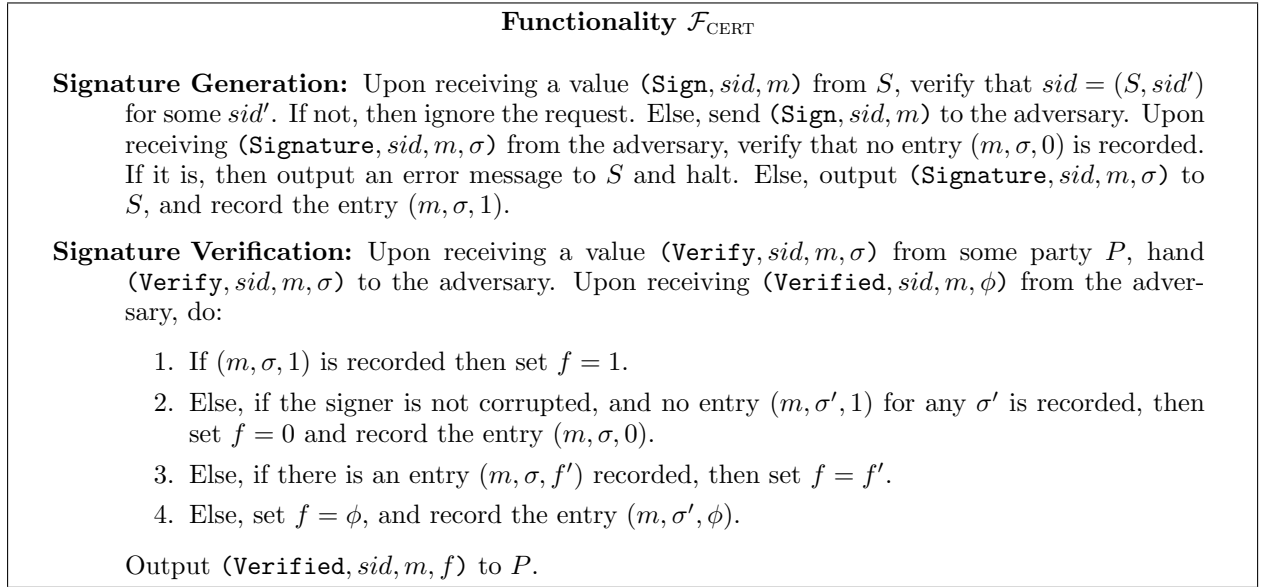 Functionality F_CERT
Signature Generation: Upon receiving a value (Sign, sid, m) from S, verify that sid = (S, sid′)
for some sid′. If not, then ignore the request. Else, send (Sign, sid, m) to the adversary. Upon
receiving (Signature, sid, m, σ) from the adversary, verify that no entry (m, σ, 0) is recorded.
If it is, then output an error message to S and halt. Else, output (Signature, sid, m, σ) to
S, and record the entry (m, σ, 1).
Signature Verification: Upon receiving a value (Verify, sid, m, σ) from some party P, hand
(Verify, sid, m, σ) to the adversary. Upon receiving (Verified, sid, m, φ) from the adver-
sary, do:
1. If (m, σ, 1) is recorded then set f = 1.
2. Else, if the signer is not corrupted, and no entry (m, σ′, 1) for any σ′ is recorded, then
set f = 0 and record the entry (m, σ, 0).
3. Else, if there is an entry (m, σ, f′) recorded, then set f = f′.
4. Else, set f = φ, and record the entry (m, σ′, φ).
Output (Verified, sid, m, f) to P.